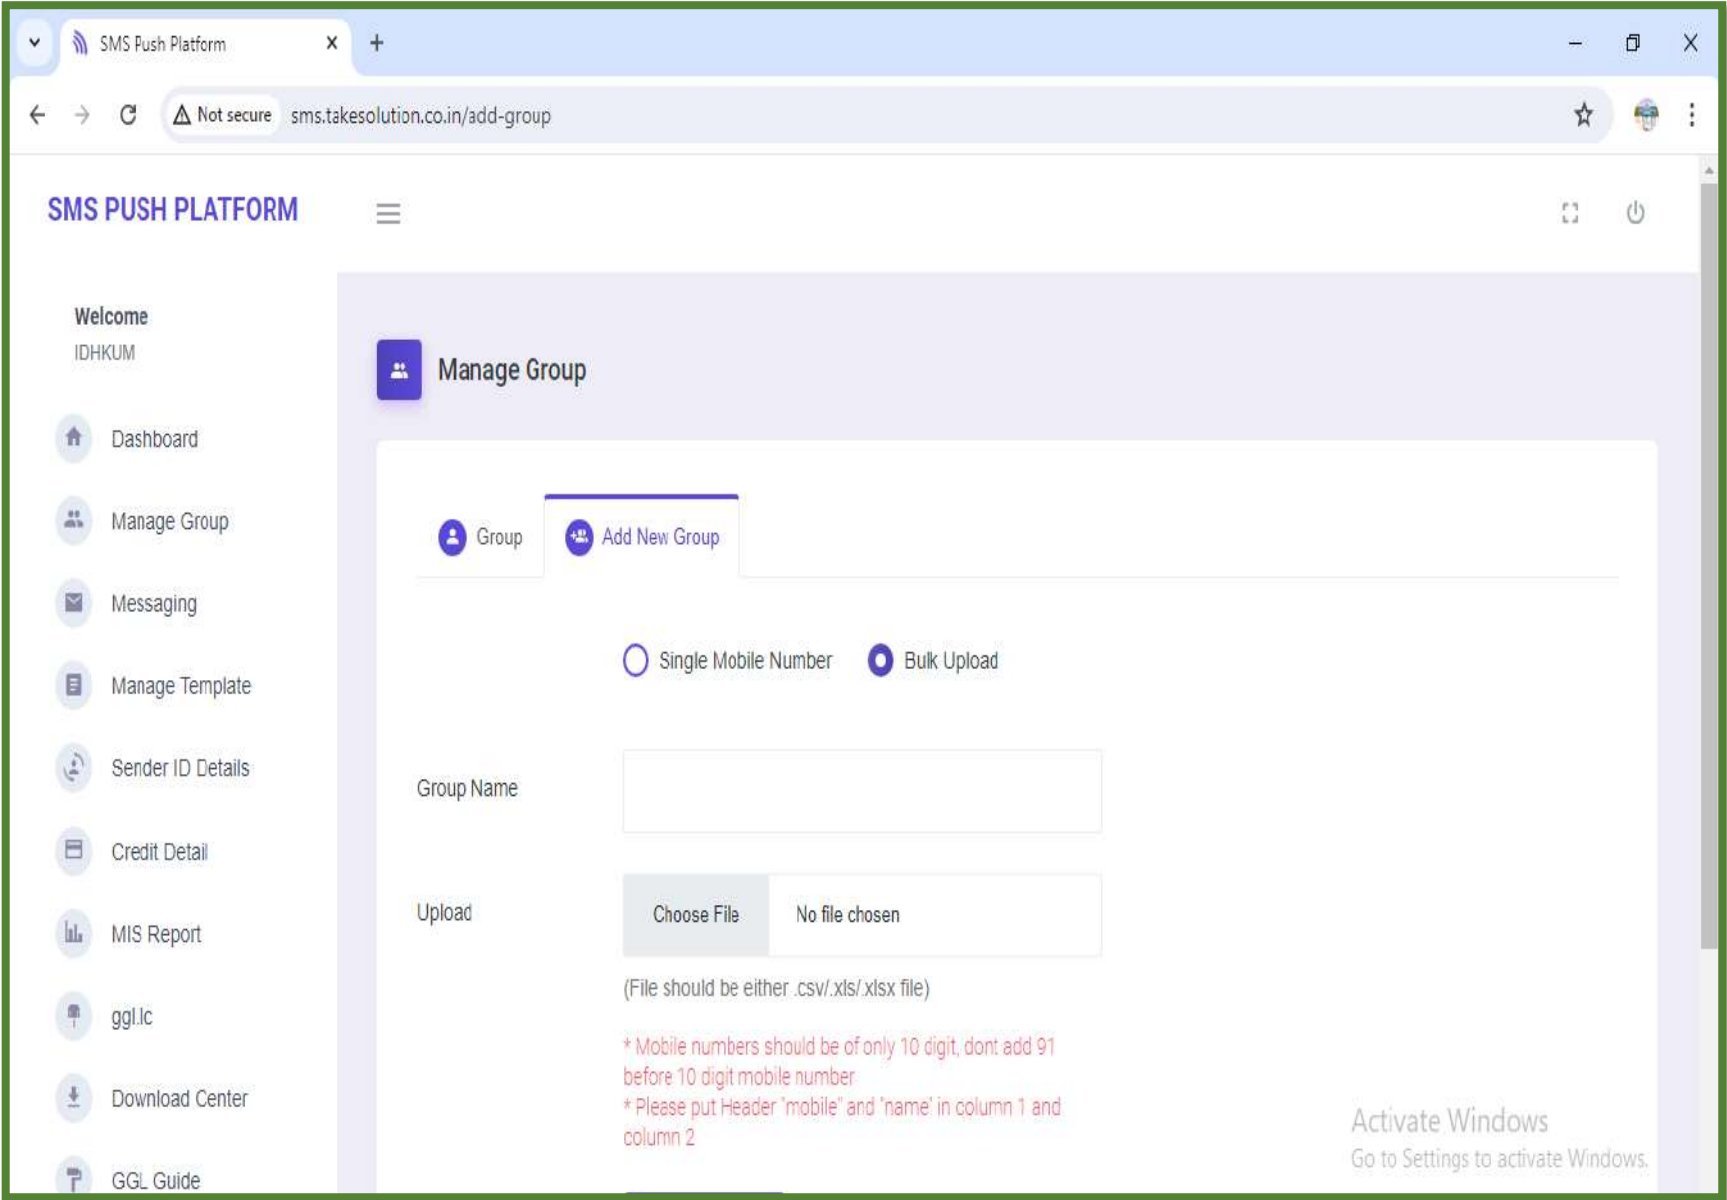 SMS Push Platform
Not secure sms.takesolution.co.in/add-group
SMS PUSH PLATFORM
Welcome
IDHKUM
Manage Group
Dashboard
Manage Group
Messaging
Manage Template
Sender ID Details
Credit Detail
MIS Report
ggl.lc
Download Center
GGL Guide
Group
Add New Group
Single Mobile Number
Bulk Upload
Group Name
Upload
Choose File
No file chosen
(File should be either .csv/.xls/.xlsx file)
* Mobile numbers should be of only 10 digit, dont add 91
before 10 digit mobile number
* Please put Header "mobile" and "name" in column 1 and
column 2
Activate Windows
Go to Settings to activate Windows.